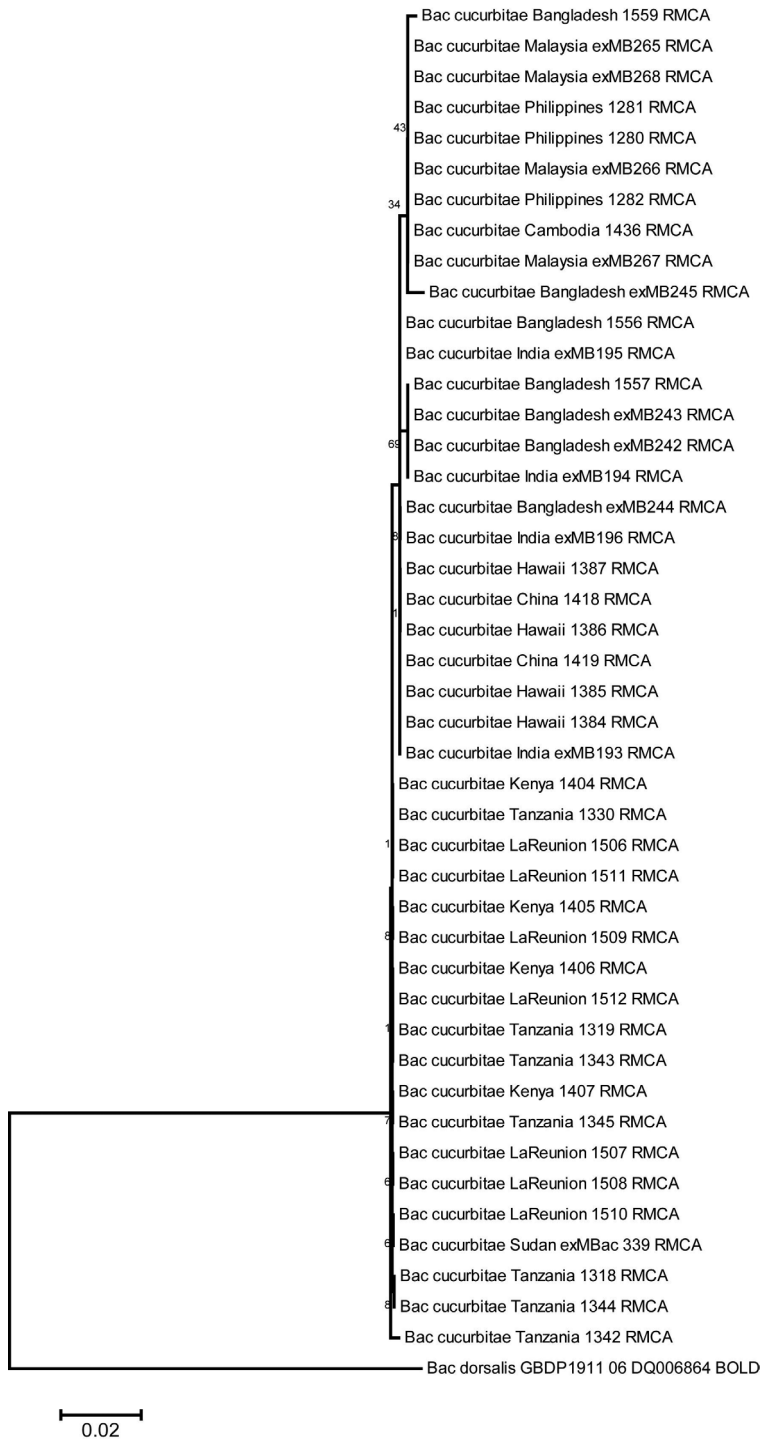 Bac cucurbitae Bangladesh 1559 RMCA
Bac cucurbitae Malaysia exMB265 RMCA
Bac cucurbitae Malaysia exMB268 RMCA
Bac cucurbitae Philippines 1281 RMCA
43
Bac cucurbitae Philippines 1280 RMCA
Bac cucurbitae Malaysia exMB266 RMCA
34
Bac cucurbitae Philippines 1282 RMCA
Bac cucurbitae Cambodia 1436 RMCA
Bac cucurbitae Malaysia exMB267 RMCA
Bac cucurbitae Bangladesh exMB245 RMCA
Bac cucurbitae Bangladesh 1556 RMCA
Bac cucurbitae India exMB195 RMCA
Bac cucurbitae Bangladesh 1557 RMCA
Bac cucurbitae Bangladesh exMB243 RMCA
69
Bac cucurbitae Bangladesh exMB242 RMCA
Bac cucurbitae India exMB194 RMCA
Bac cucurbitae Bangladesh exMB244 RMCA
8
Bac cucurbitae India exMB196 RMCA
Bac cucurbitae Hawaii 1387 RMCA
Bac cucurbitae China 1418 RMCA
1
Bac cucurbitae Hawaii 1386 RMCA
Bac cucurbitae China 1419 RMCA
Bac cucurbitae Hawaii 1385 RMCA
Bac cucurbitae Hawaii 1384 RMCA
Bac cucurbitae India exMB193 RMCA
Bac cucurbitae Kenya 1404 RMCA
Bac cucurbitae Tanzania 1330 RMCA
1
Bac cucurbitae LaReunion 1506 RMCA
Bac cucurbitae LaReunion 1511 RMCA
Bac cucurbitae Kenya 1405 RMCA
8
Bac cucurbitae LaReunion 1509 RMCA
Bac cucurbitae Kenya 1406 RMCA
Bac cucurbitae LaReunion 1512 RMCA
1
Bac cucurbitae Tanzania 1319 RMCA
Bac cucurbitae Tanzania 1343 RMCA
Bac cucurbitae Kenya 1407 RMCA
7
Bac cucurbitae Tanzania 1345 RMCA
Bac cucurbitae LaReunion 1507 RMCA
6
Bac cucurbitae LaReunion 1508 RMCA
Bac cucurbitae LaReunion 1510 RMCA
6
Bac cucurbitae Sudan exMBac 339 RMCA
Bac cucurbitae Tanzania 1318 RMCA
8
Bac cucurbitae Tanzania 1344 RMCA
Bac cucurbitae Tanzania 1342 RMCA
Bac dorsalis GBDP1911 06 DQ006864 BOLD
0.02